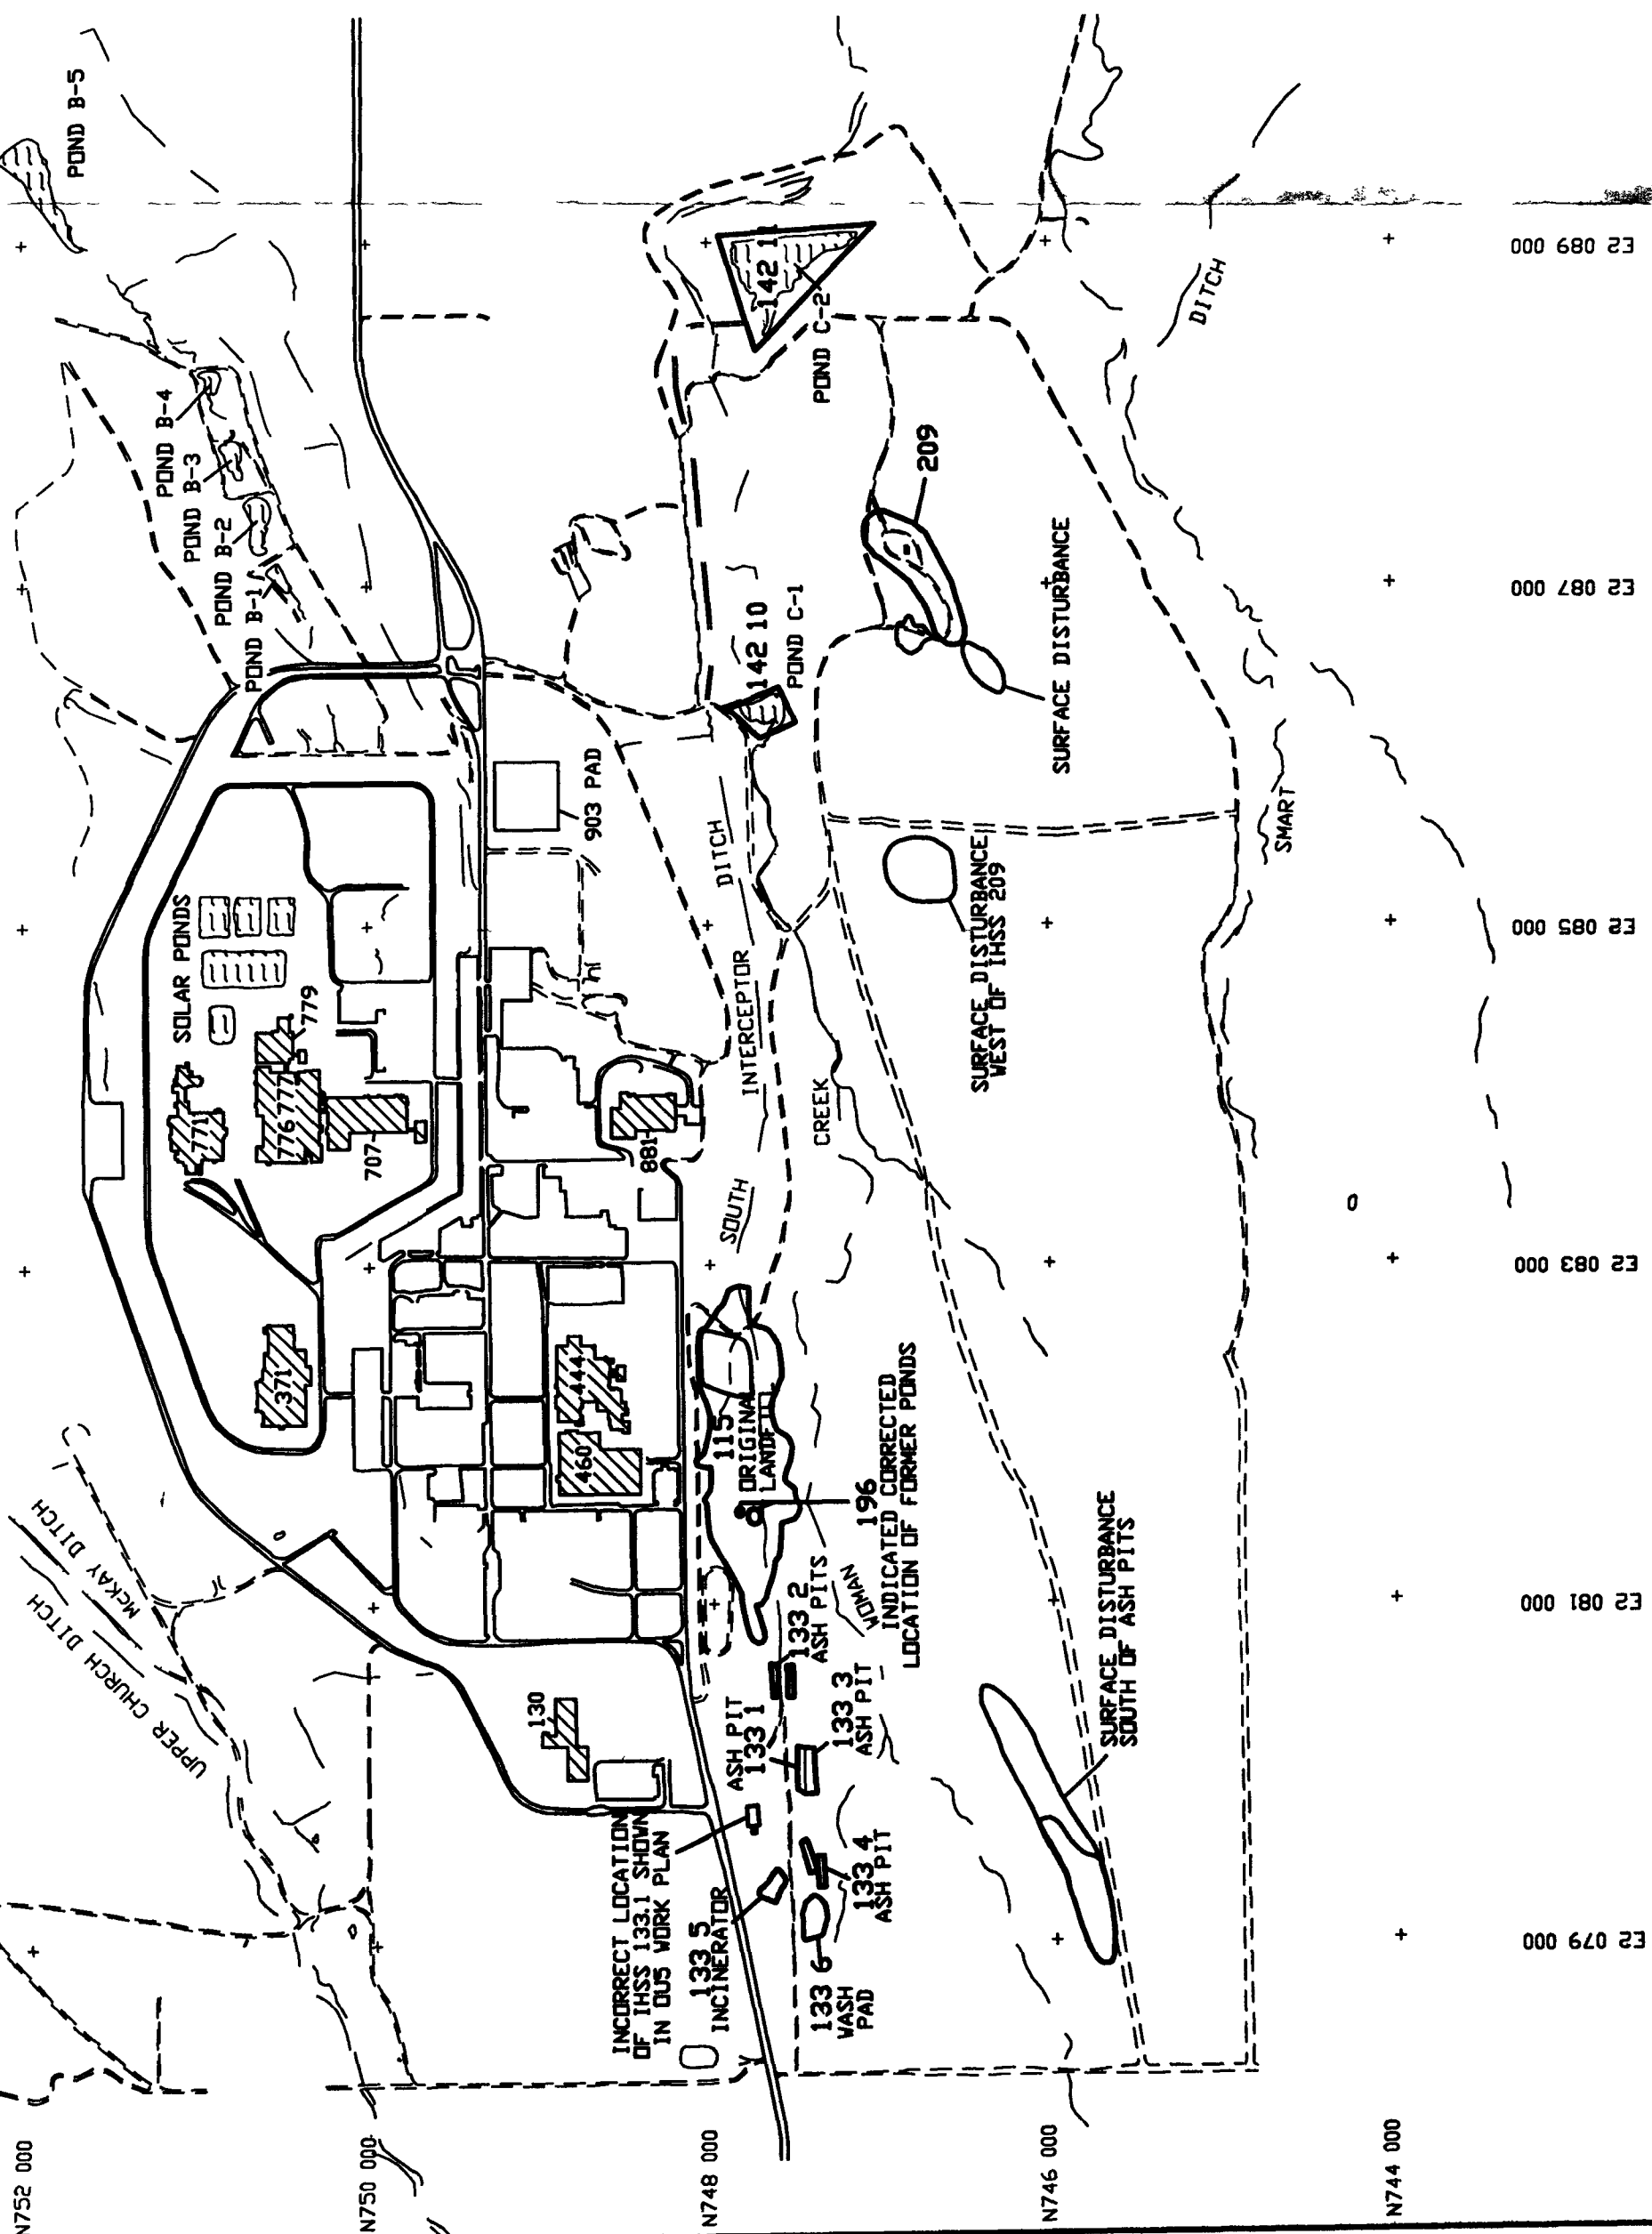 POND B-5
POND B-4
POND B-3
POND B-2
POND B-1
SOLAR PONDS
779
771
776 777
707
371
MCKAY DITCH
UPPER CHURCH DITCH
903 PAD
881
444
460
130
142 10
POND C-1
POND C-2
209
SURFACE DISTURBANCE
SURFACE DISTURBANCE
WEST OF IHSS 209
SMART
DITCH
SOUTH
INTERCEPTOR
DITCH
WOMAN
CREEK
115
ORIGINAL
196
INDICATED CORRECTED
LOCATION OF FORMER PONDS
133 2
ASH PITS
ASH PIT
133 1
133 3
ASH PIT
133 4
ASH PIT
INCORRECT LOCATION
OF IHSS 133.1 SHOWN
IN OU5 WORK PLAN
133 5
INCINERATOR
133 6
WASH
PAD
SURFACE DISTURBANCE
SOUTH OF ASH PITS
N752 000
N750 000
N748 000
N746 000
N744 000
E2 079 000
E2 081 000
E2 083 000
E2 085 000
E2 087 000
E2 089 000